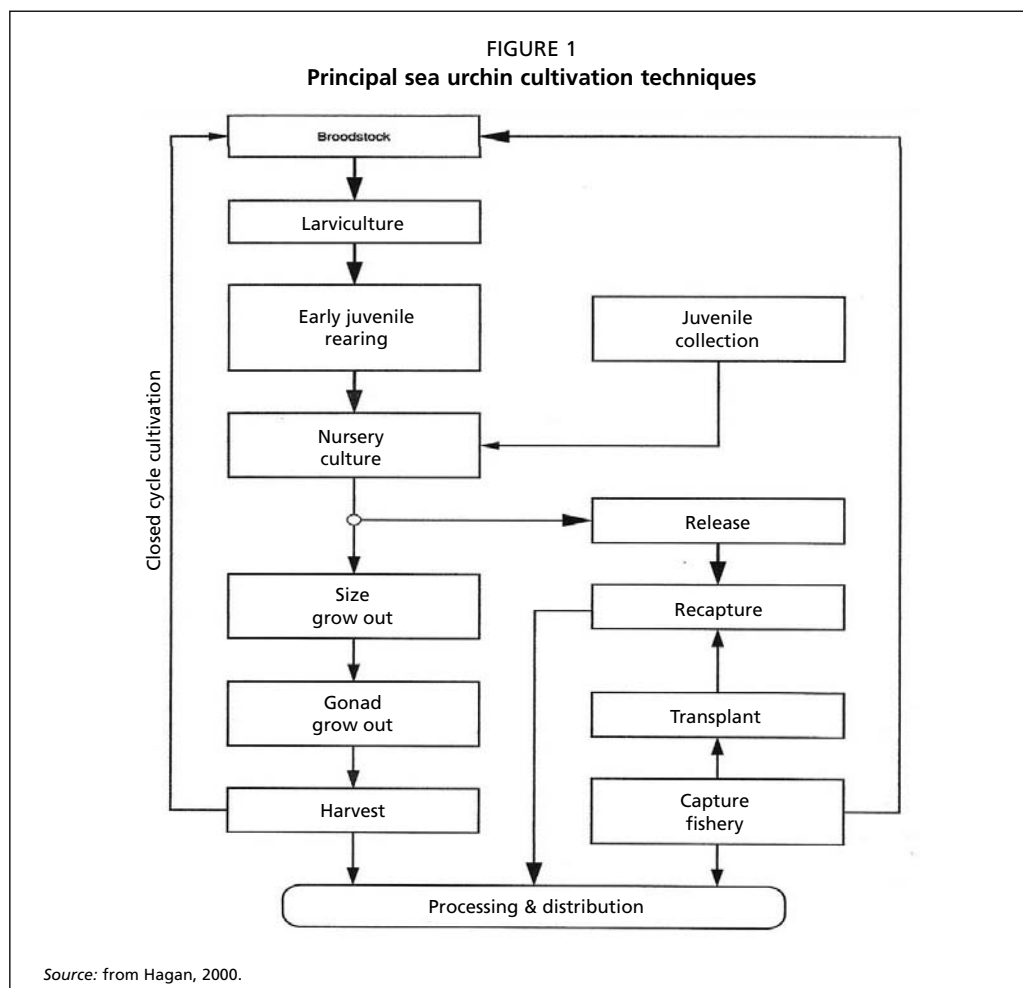 FIGURE 1
Principal sea urchin cultivation techniques
Broodstock
Larviculture
Early juvenile
rearing
Juvenile
collection
Nursery
culture
Closed cycle cultivation
Release
Size
grow out
Recapture
Gonad
grow out
Transplant
Harvest
Capture
fishery
Processing & distribution
Source: from Hagan, 2000.